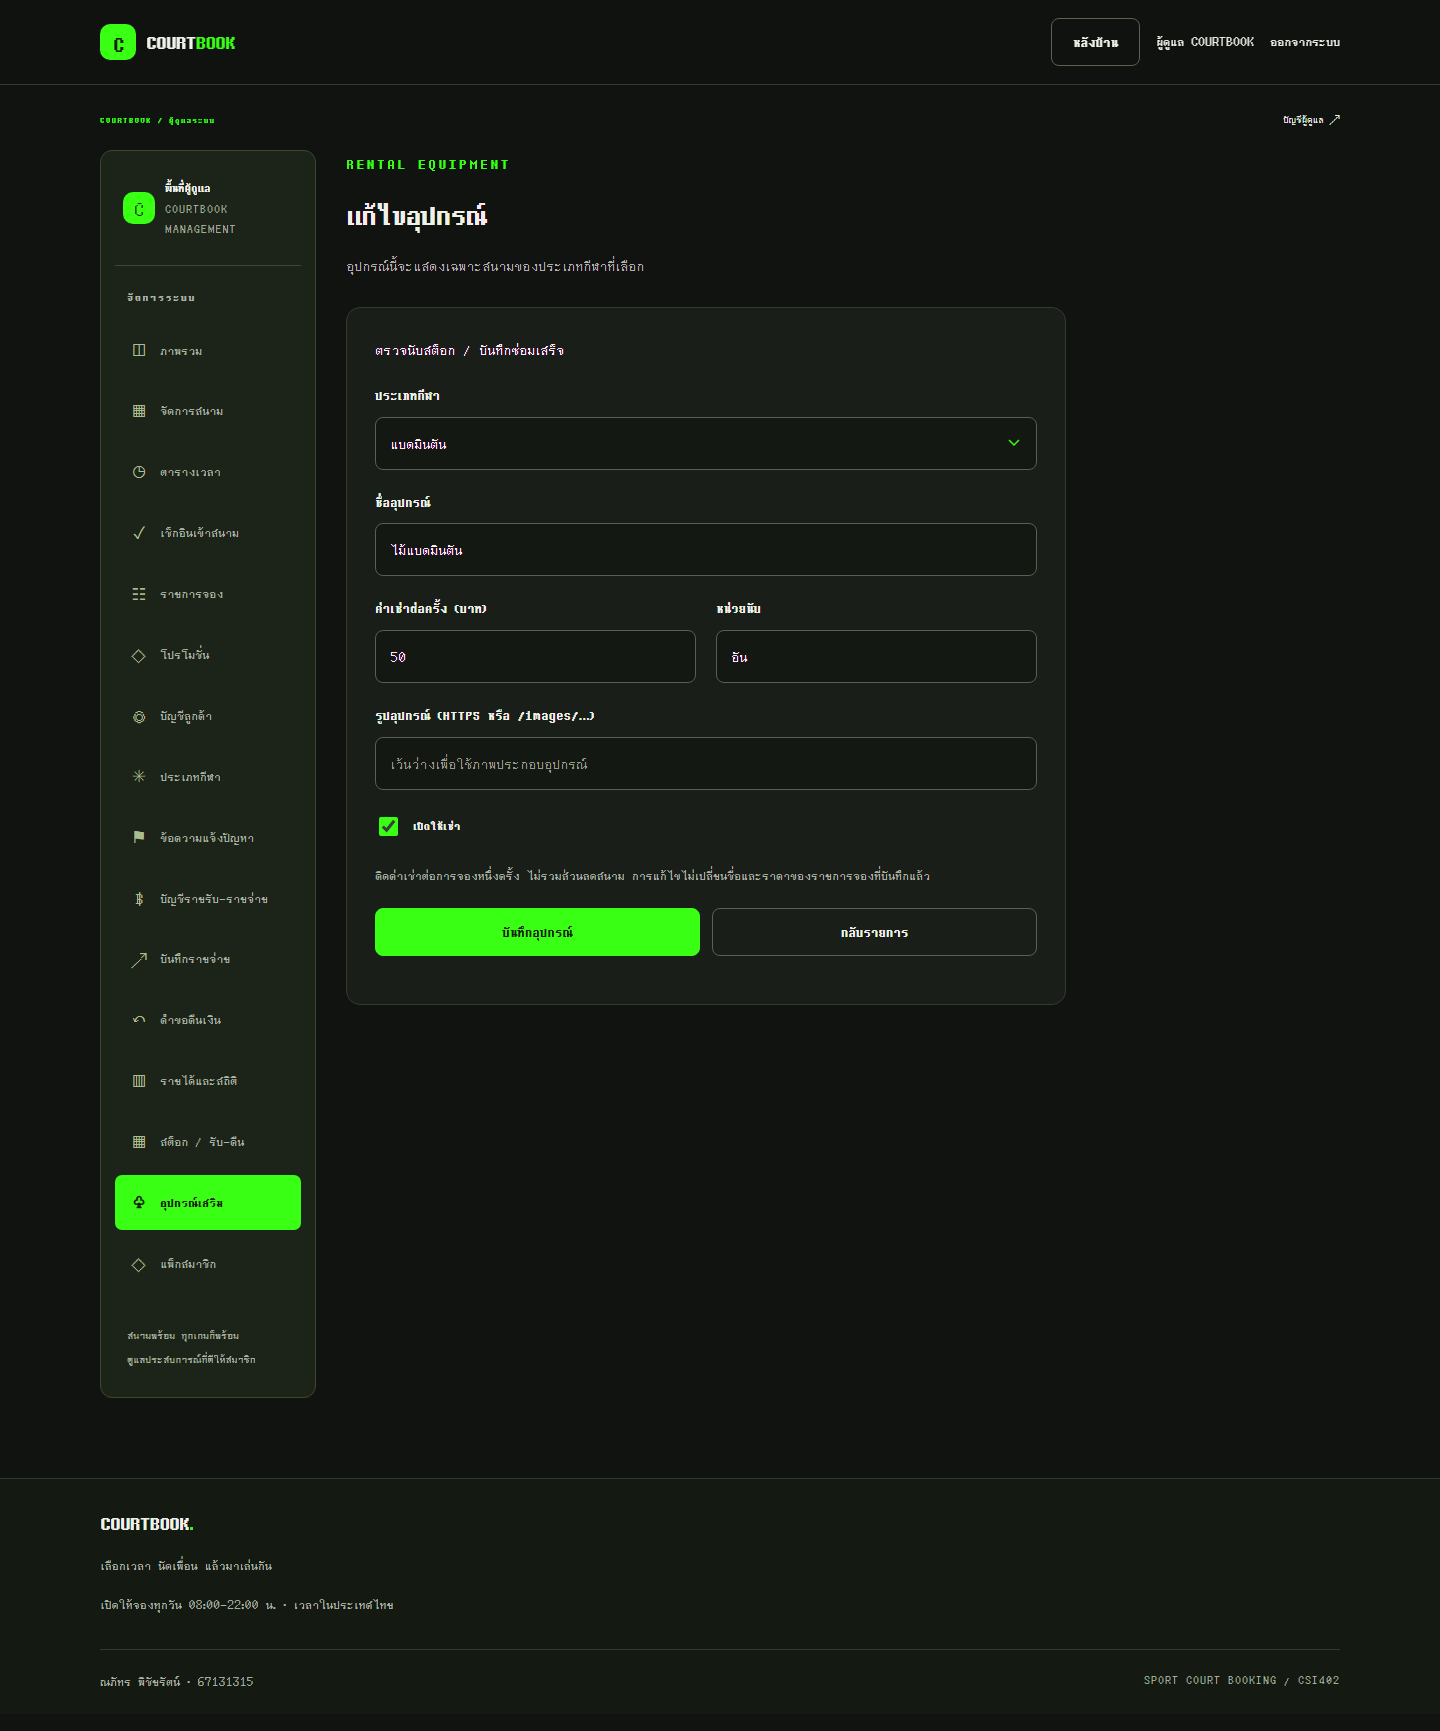 C COURTBOOK
หลังบ้าน
ผู้ดูแล COURTBOOK
ออกจากระบบ
COURTBOOK / ผู้ดูแลระบบ
บัญชีผู้ดูแล ↗
C
พื้นที่ผู้ดูแล
COURTBOOK
MANAGEMENT
จัดการระบบ
ภาพรวม
จัดการสนาม
ตารางเวลา
เช็กอินเข้าสนาม
รายการจอง
โปรโมชั่น
บัญชีลูกค้า
ประเภทกีฬา
ข้อความแจ้งปัญหา
บัญชีรายรับ-รายจ่าย
บันทึกรายจ่าย
คำขอคืนเงิน
รายได้และสถิติ
สต็อก / รับ-คืน
อุปกรณ์เสริม
แพ็กสมาชิก
สนามพร้อม ทุกเกมก็พร้อม
ดูแลประสบการณ์ที่ดีให้สมาชิก
RENTAL EQUIPMENT
แก้ไขอุปกรณ์
อุปกรณ์นี้จะแสดงเฉพาะสนามของประเภทกีฬาที่เลือก
ตรวจนับสต็อก / บันทึกซ่อมเสร็จ
ประเภทกีฬา
แบดมินตัน
ชื่ออุปกรณ์
ไม้แบดมินตัน
ค่าเช่าต่อครั้ง (บาท)
หน่วยนับ
50
อัน
รูปอุปกรณ์ (HTTPS หรือ /images/...)
เว้นว่างเพื่อใช้ภาพประกอบอุปกรณ์
เปิดให้เช่า
คิดค่าเช่าต่อการจองหนึ่งครั้ง ไม่รวมส่วนลดสนาม การแก้ไขไม่เปลี่ยนชื่อและราคาของรายการจองที่บันทึกแล้ว
บันทึกอุปกรณ์
กลับรายการ
COURTBOOK.
เลือกเวลา นัดเพื่อน แล้วมาเล่นกัน
เปิดให้จองทุกวัน 08:00–22:00 น. · เวลาในประเทศไทย
ณภัทร พิชัยรัตน์ · 67131315
SPORT COURT BOOKING / CSI402